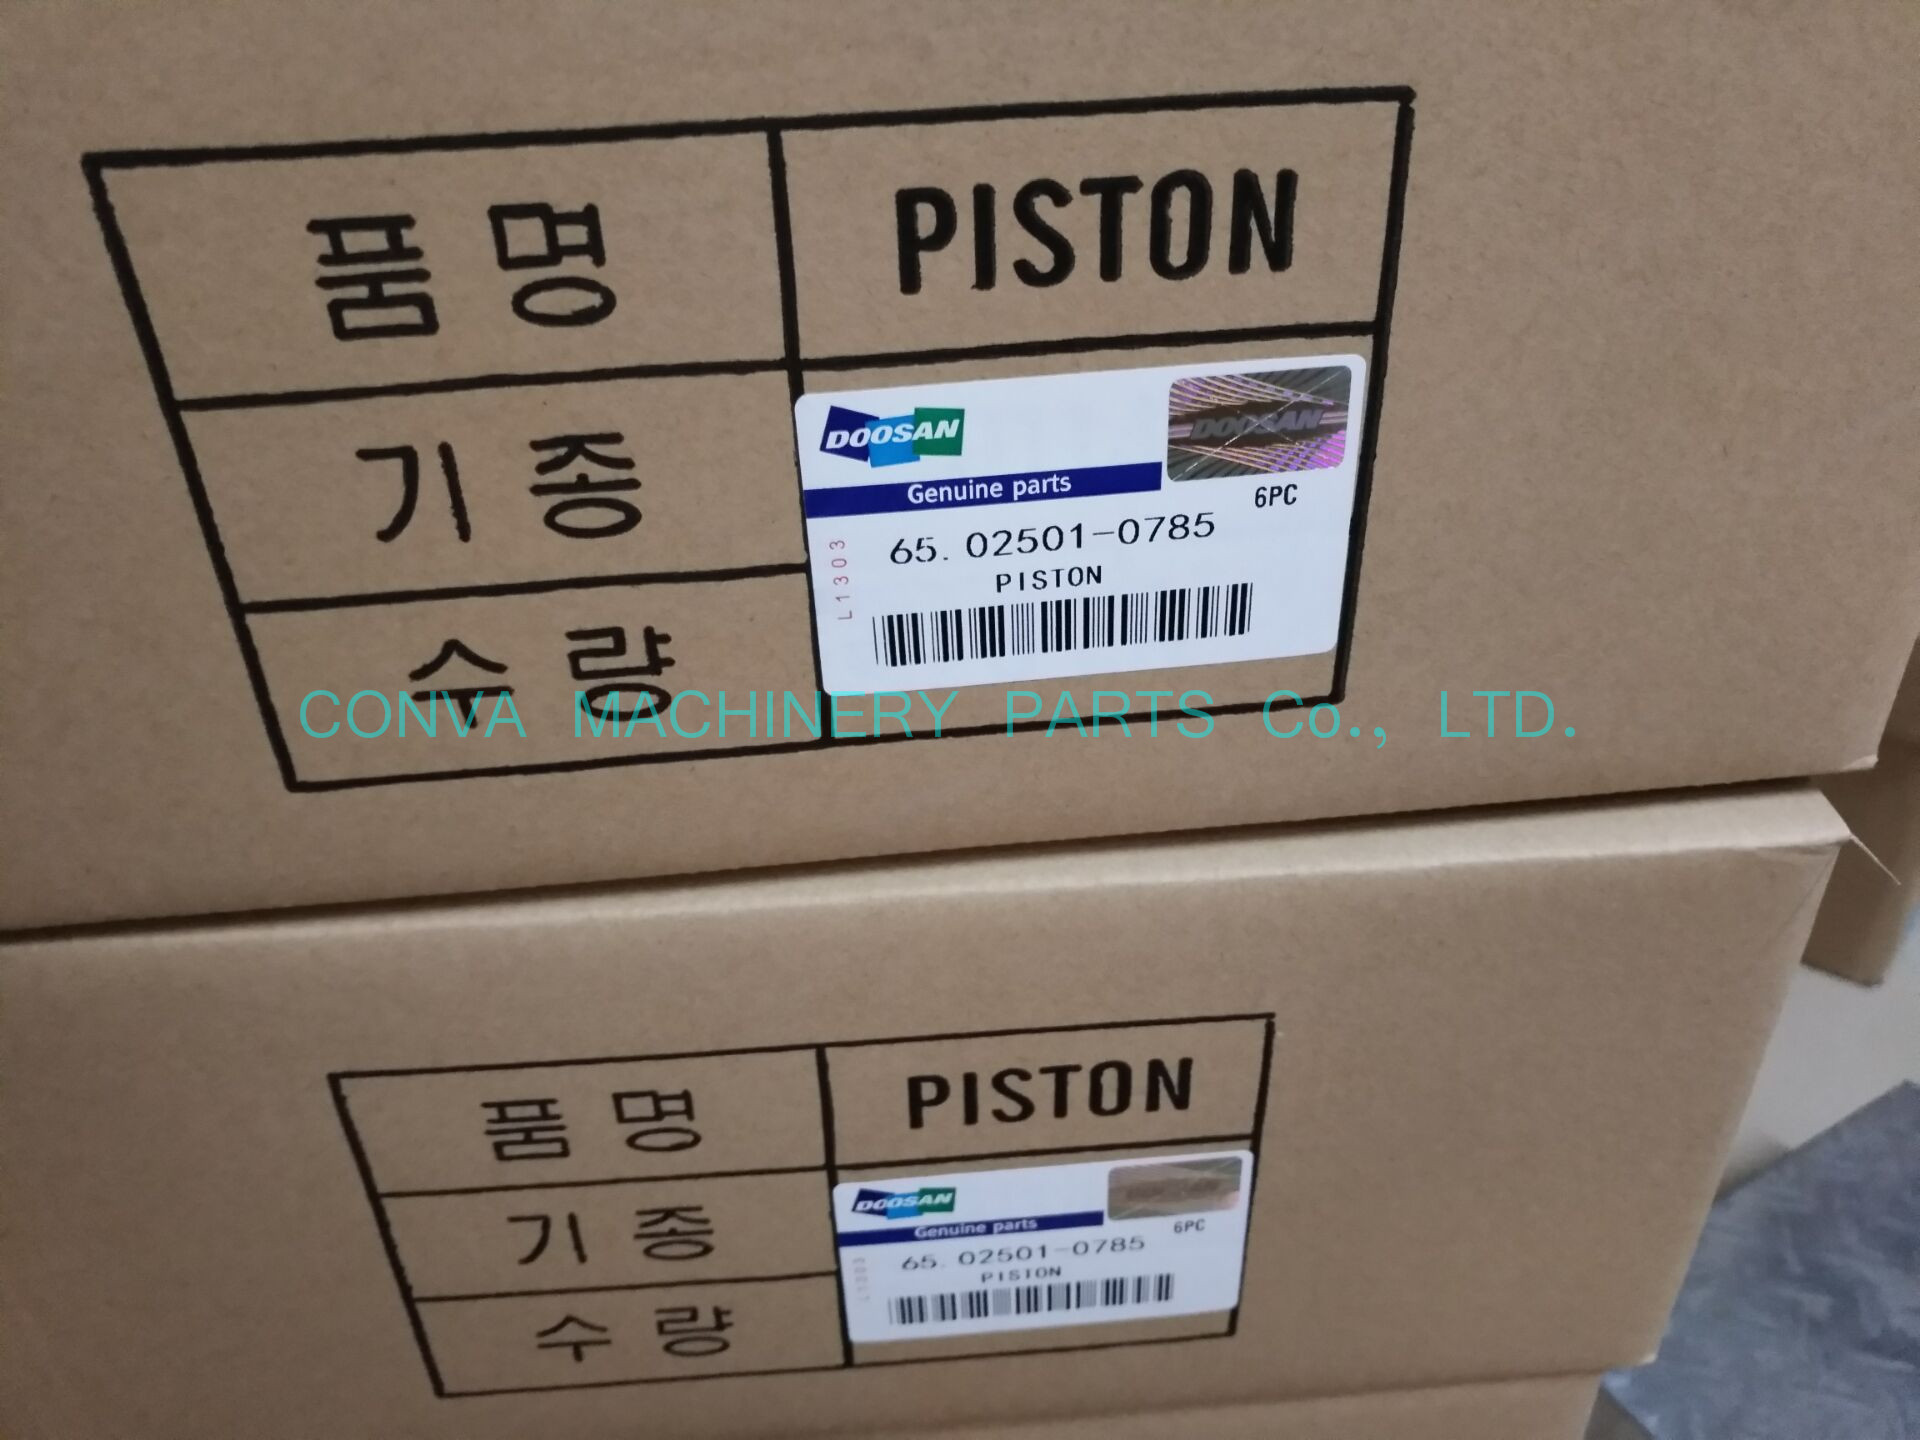 품명 PISTON
기종
수량
DOOSAN
DOOSAN
Genuine parts
6PC
65. 02501-0785
L1303
PISTON
CONVA MACHINERY PARTS Co., LTD.
품명 PISTON
기종
수량
DOOSAN
Genuine parts
6PC
65. 02501-0785
L1303
PISTON